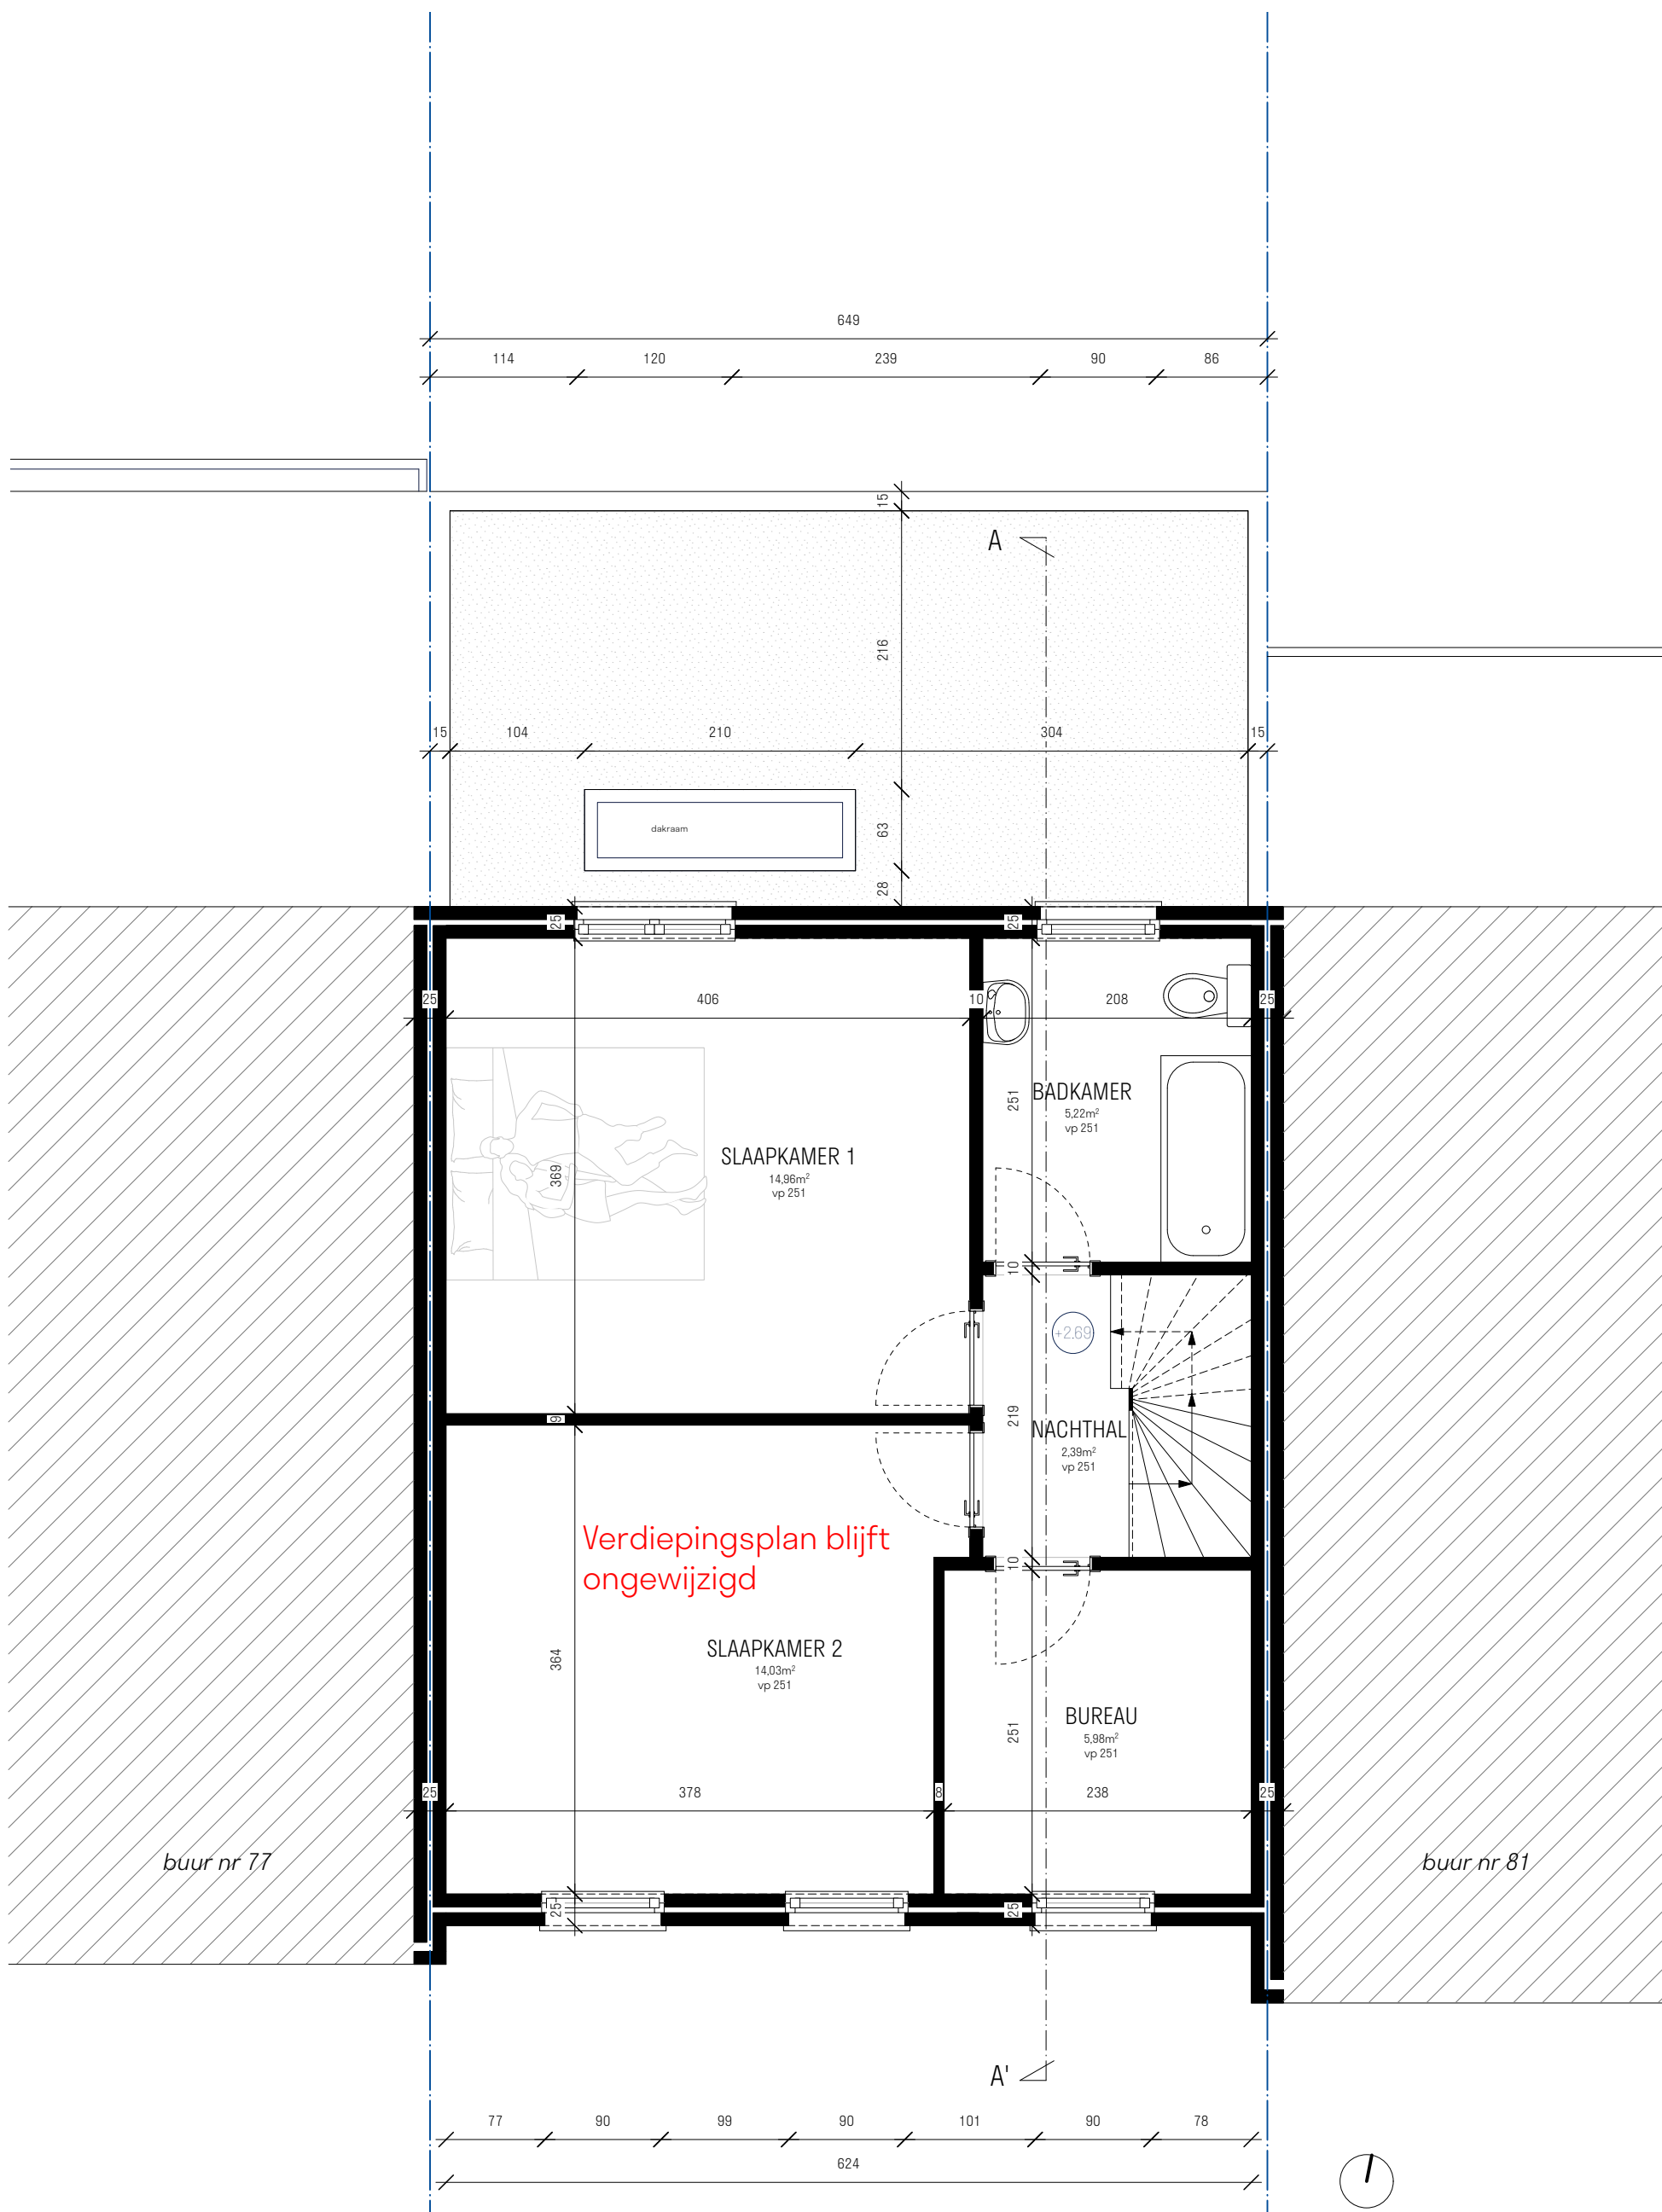 649
114 120 239 90 86
15
A
216
15 104 210 304 15
63
dakraam
28
25 25
25 406 10 208 25
BADKAMER
5,22m²
vp 251
251
SLAAPKAMER 1
14,96m²
vp 251
369
10
+2.69
9
219
NACHTHAL
2,39m²
vp 251
Verdiepingsplan blijft
ongewijzigd
10
SLAAPKAMER 2
14,03m²
vp 251
364
BUREAU
5,98m²
vp 251
251
25 378 8 238 25
buur nr 77
buur nr 81
25 25
A'
77 90 99 90 101 90 78
624